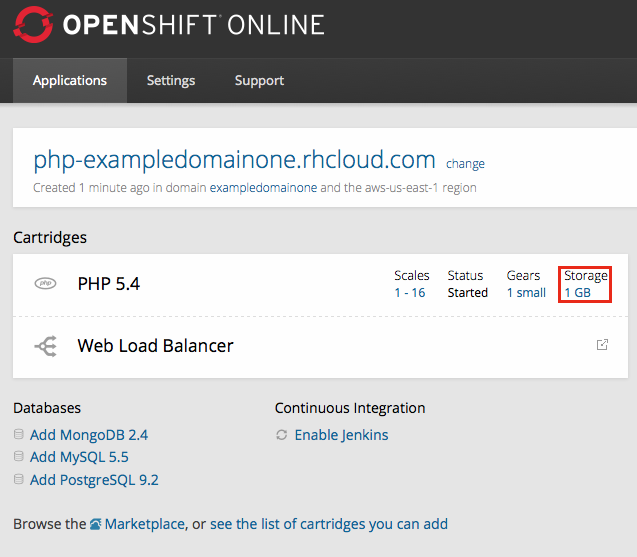 OPENSHIFT ONLINE
Applications Settings Support
php-exampledomainone.rhcloud.com change
Created 1 minute ago in domain exampledomainone and the aws-us-east-1 region
Cartridges
php PHP 5.4
Scales Status Gears Storage
1 - 16 Started 1 small 1 GB
Web Load Balancer
Databases
Add MongoDB 2.4
Add MySQL 5.5
Add PostgreSQL 9.2
Continuous Integration
Enable Jenkins
Browse the Marketplace, or see the list of cartridges you can add